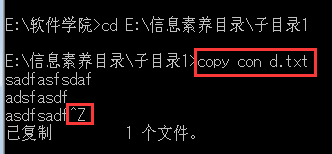 E:\软件学院>cd E:\信息素养目录\子目录1
E:\信息素养目录\子目录1>copy con d.txt
sadfasfsdaf
adsfasdf
asdfsadf^Z
已复制         1 个文件。